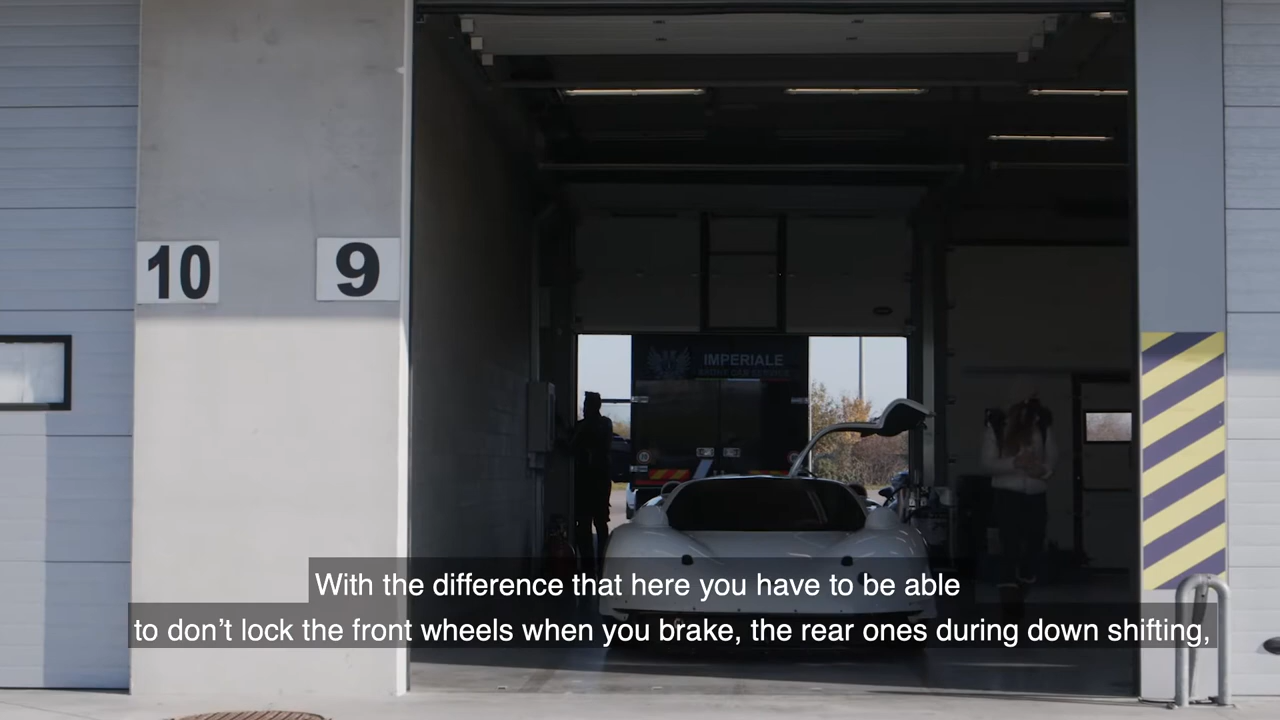 10
9
IMPERIALE
With the difference that here you have to be able
to don't lock the front wheels when you brake, the rear ones during down shifting,